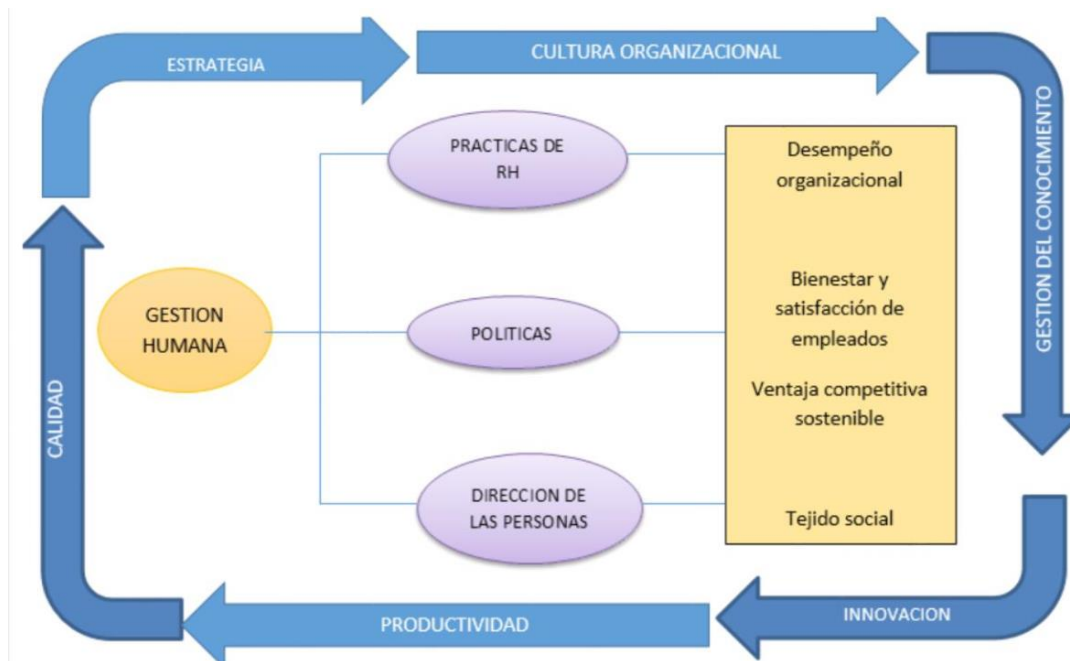 ESTRATEGIA
CULTURA ORGANIZACIONAL
GESTION DEL CONOCIMIENTO
PRACTICAS DE
RH
Desempeño
organizacional
GESTION
HUMANA
POLITICAS
Bienestar y
satisfacción de
empleados
Ventaja competitiva
sostenible
DIRECCION DE
LAS PERSONAS
Tejido social
CALIDAD
PRODUCTIVIDAD
INNOVACION